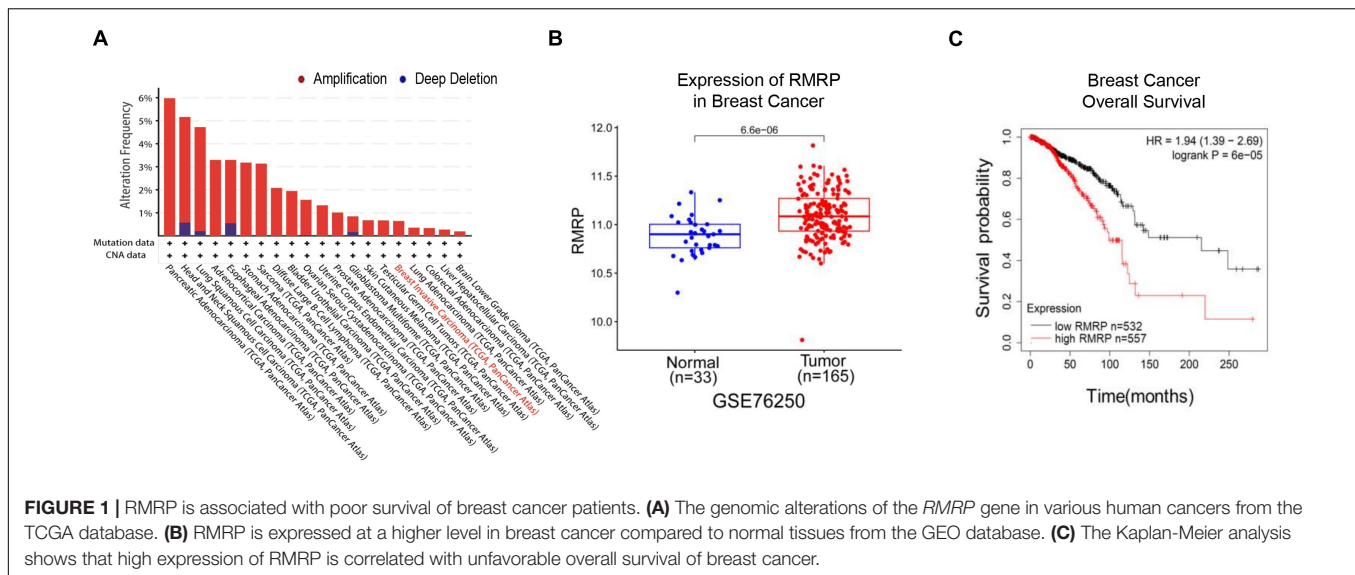 A
Amplification
Deep Deletion
Alteration Frequency
6%
5%
4%
3%
2%
1%
Mutation data
CNA data
Pancreatic Adenocarcinoma (TCGA, PanCancer Atlas)
Head and Neck Squamous Cell Carcinoma (TCGA, PanCancer Atlas)
Lung Squamous Cell Carcinoma (TCGA, PanCancer Atlas)
Adenocortical Carcinoma (TCGA, PanCancer Atlas)
Esophageal Adenocarcinoma (TCGA, PanCancer Atlas)
Stomach Adenocarcinoma (TCGA, PanCancer Atlas)
Sarcoma (TCGA, PanCancer Atlas)
Diffuse Large B-Cell Lymphoma (TCGA, PanCancer Atlas)
Bladder Urothelial Carcinoma (TCGA, PanCancer Atlas)
Ovarian Serous Cystadenocarcinoma (TCGA, PanCancer Atlas)
Uterine Corpus Endometrial Carcinoma (TCGA, PanCancer Atlas)
Prostate Adenocarcinoma (TCGA, PanCancer Atlas)
Glioblastoma Multiforme (TCGA, PanCancer Atlas)
Skin Cutaneous Melanoma (TCGA, PanCancer Atlas)
Testicular Germ Cell Tumors (TCGA, PanCancer Atlas)
Breast Invasive Carcinoma (TCGA, PanCancer Atlas)
Lung Adenocarcinoma (TCGA, PanCancer Atlas)
Colorectal Adenocarcinoma (TCGA, PanCancer Atlas)
Liver Hepatocellular Carcinoma (TCGA, PanCancer Atlas)
Brain Lower Grade Glioma (TCGA, PanCancer Atlas)
B
Expression of RMRP
in Breast Cancer
6.6e-06
RMRP
12.0
11.5
11.0
10.5
10.0
Normal
(n=33)
Tumor
(n=165)
GSE76250
C
Breast Cancer
Overall Survival
HR = 1.94 (1.39 − 2.69)
logrank P = 6e-05
Survival probability
1.0
0.8
0.6
0.4
0.2
0.0
Expression
low RMRP n=532
high RMRP n=557
0 50 100 150 200 250
Time(months)
FIGURE 1 | RMRP is associated with poor survival of breast cancer patients. (A) The genomic alterations of the RMRP gene in various human cancers from the
TCGA database. (B) RMRP is expressed at a higher level in breast cancer compared to normal tissues from the GEO database. (C) The Kaplan-Meier analysis
shows that high expression of RMRP is correlated with unfavorable overall survival of breast cancer.